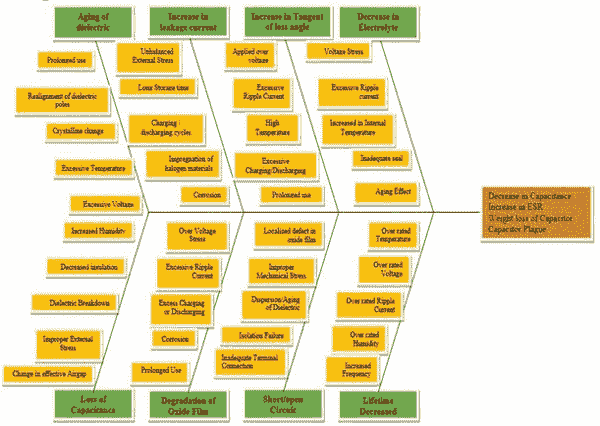 Aging of
dielectric
Increase in
leakage current
Increase in Tangent
of loss angle
Decrease in
Electrolyte
Prolonged use
Realignment of dielectric
poles
Crystalline change
Excessive Temperature
Excessive Voltage
Unbalanced
External Stress
Long Storage time
Charging /
discharging cycles
Impregnation of
halogen materials
Corrosion
Applied over
voltage
Excessive
Ripple Current
High
Temperature
Excessive
Charging/Discharging
Prolonged use
Voltage Stress
Excessive Ripple
current
Increased in Internal
Temperature
Inadequate seal
Aging Effect
Decrease in Capacitance
Increase in ESR
Weight loss of Capacitor
Capacitor Plague
Increased Humidity
Decreased insulation
Dielectric Breakdown
Improper External
Stress
Change in effective Airgap
Over Voltage
Stress
Excessive Ripple
Current
Excess Charging
or Discharging
Corrosion
Prolonged Use
Localized defect in
oxide film
Improper
Mechanical Stress
Dispersion/Aging
of Dielectric
Isolation Failure
Inadequate Terminal
Connection
Over rated
Temperature
Over rated
Voltage
Over rated Ripple
Current
Over rated
Humidity
Increased
Frequency
Loss of
Capacitance
Degradation of
Oxide Film
Short/open
Circuit
Lifetime
Decreased